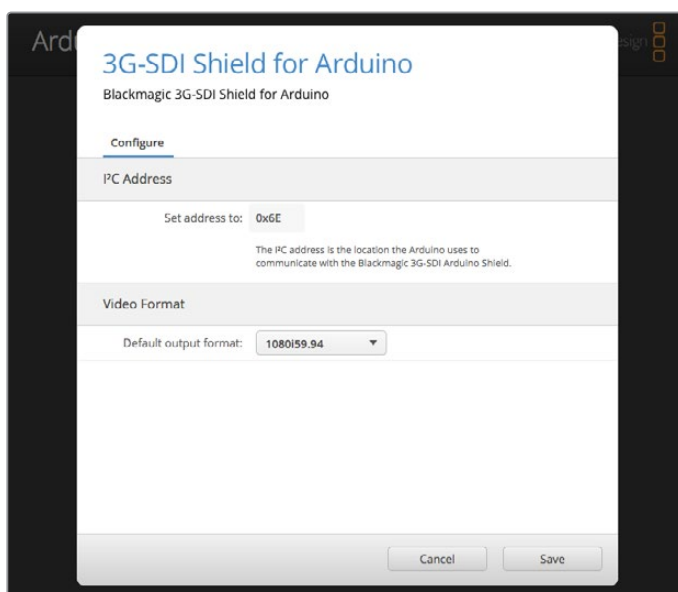 Ardu
3G-SDI Shield for Arduino
esign
Blackmagic 3G-SDI Shield for Arduino
Configure
I²C Address
Set address to: 0x6E
The I²C address is the location the Arduino uses to
communicate with the Blackmagic 3G-SDI Arduino Shield.
Video Format
Default output format: 1080i59.94
Cancel Save